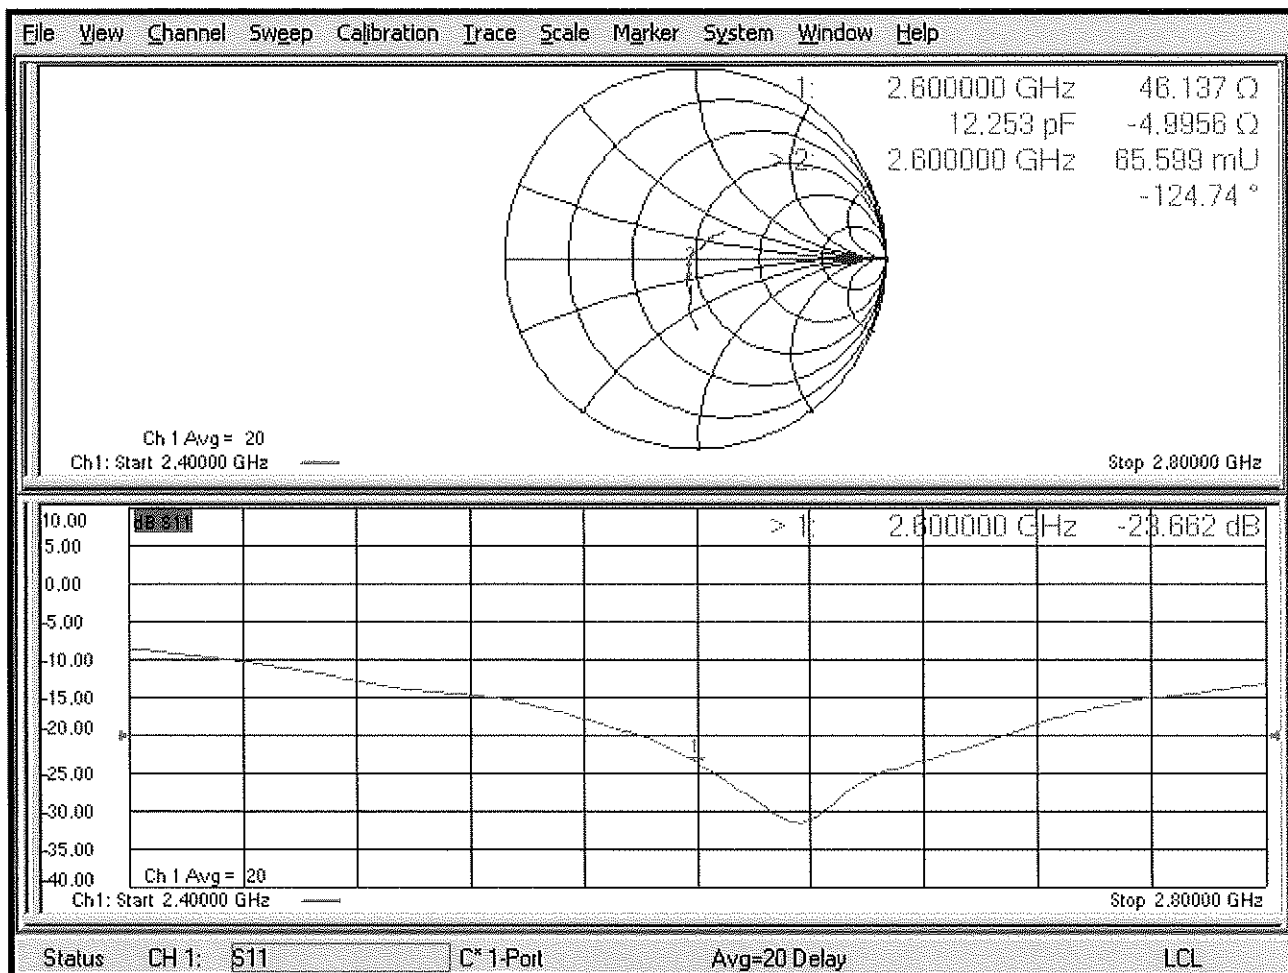 File View Channel Sweep Calibration Trace Scale Marker System Window Help
1: 2.600000 GHz 46.137 Ω
12.253 pF -4.9956 Ω
> 2: 2.600000 GHz 65.599 mU
-124.74 °
Ch 1 Avg = 20
Ch1: Start 2.40000 GHz Stop 2.80000 GHz
10.00 dB S11 > 1: 2.600000 GHz -23.662 dB
5.00
0.00
-5.00
-10.00
-15.00
-20.00
1
-25.00
-30.00
-35.00
-40.00 Ch 1 Avg = 20
Ch1: Start 2.40000 GHz Stop 2.80000 GHz
Status CH 1: S11 C* 1-Port Avg=20 Delay LCL